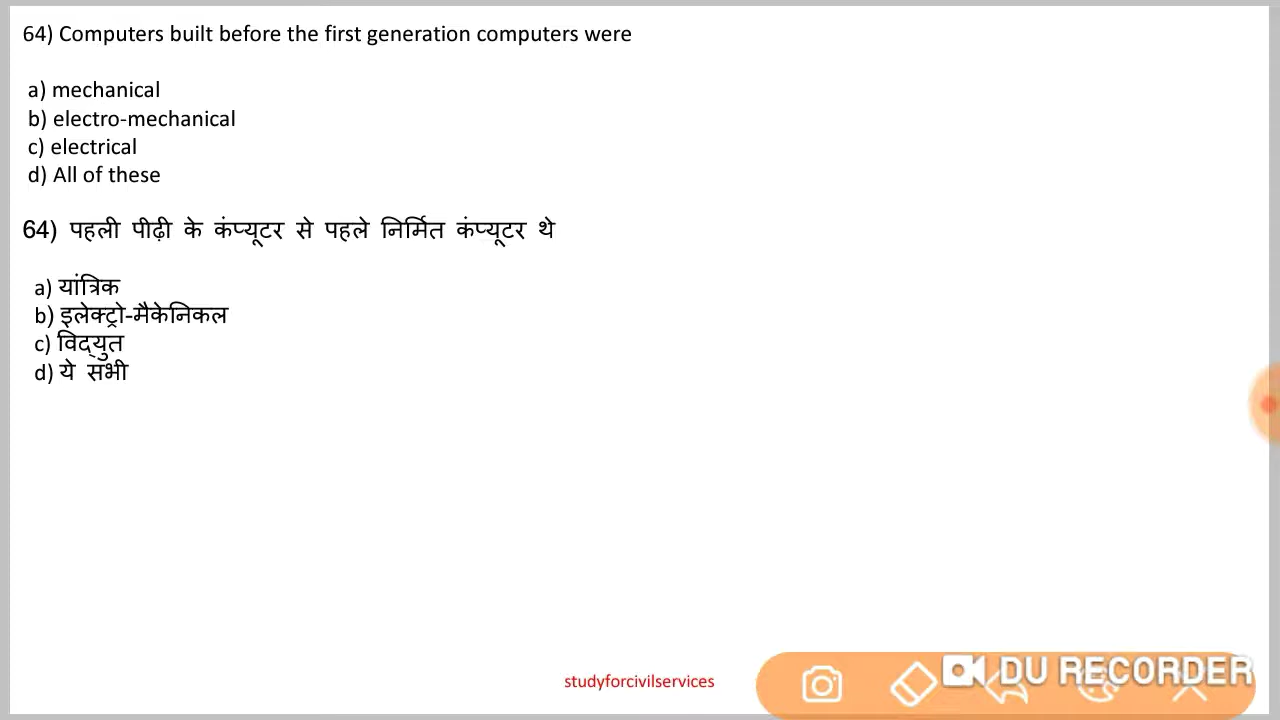 64) Computers built before the first generation computers were
a) mechanical
b) electro-mechanical
c) electrical
d) All of these
64) पहली पीढ़ी के कंप्यूटर से पहले निर्मित कंप्यूटर थे
a) यांत्रिक
b) इलेक्ट्रो-मैकेनिकल
c) विद्युत
d) ये सभी
studyforcivilservices
DU RECORDER